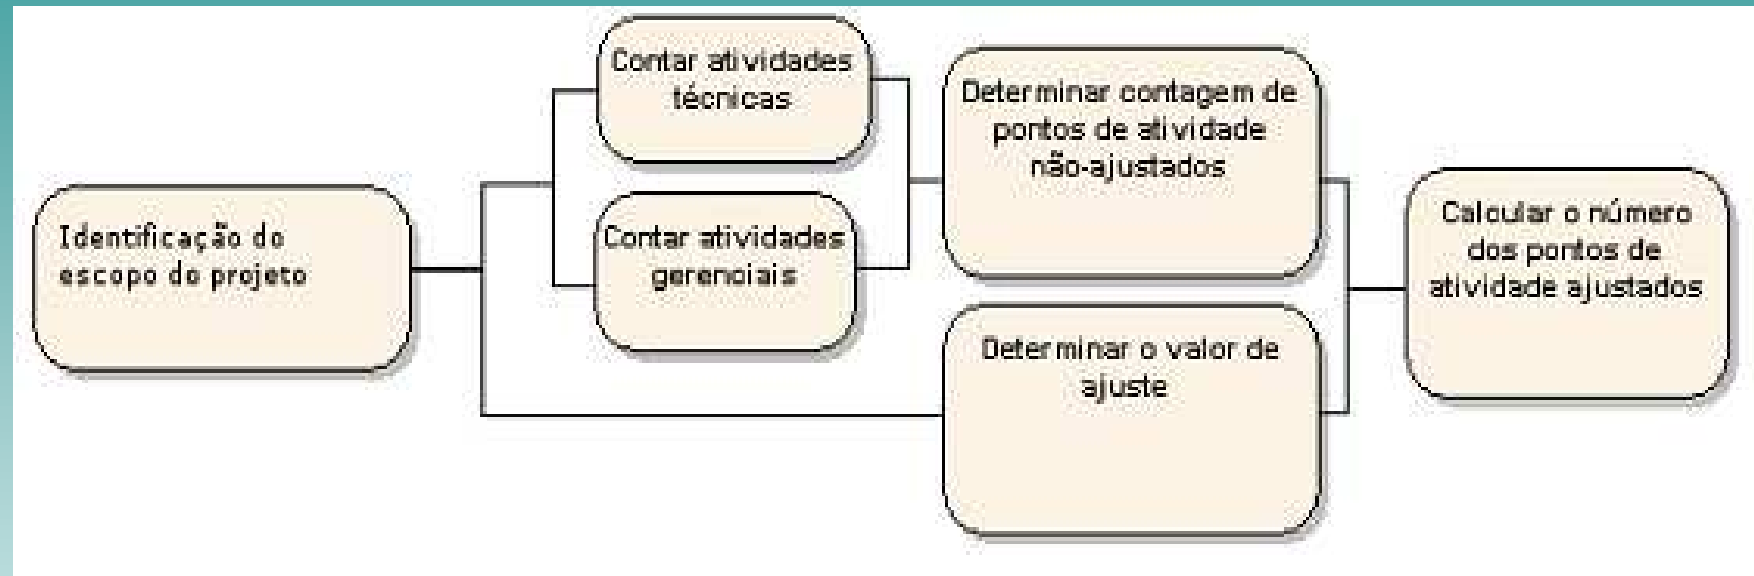 Identificação do
escopo do projeto
Contar atividades
técnicas
Contar atividades
gerenciais
Determinar contagem de
pontos de atividade
não-ajustados
Determinar o valor de
ajuste
Calcular o número
dos pontos de
atividade ajustados